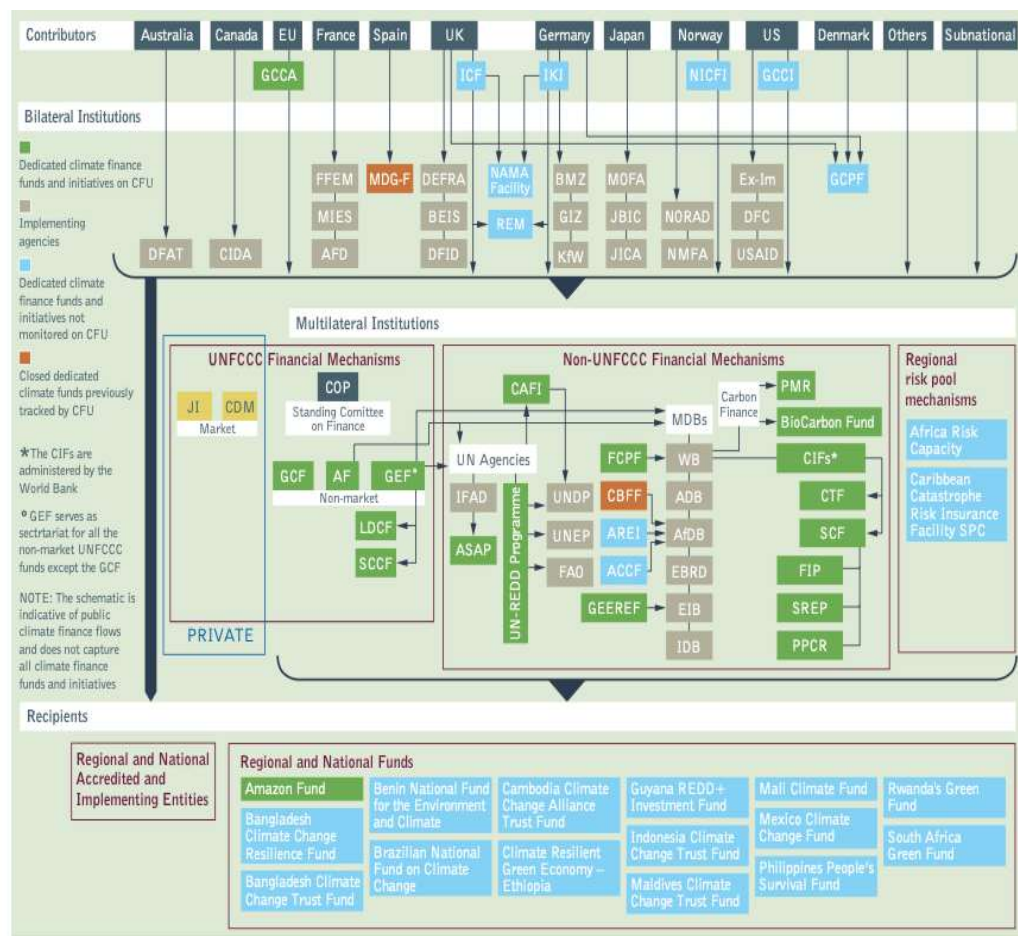 Contributors
Australia
Canada
EU
France
Spain
UK
Germany
Japan
Norway
US
Denmark
Others
Subnational
GCCA
ICF
IKI
NICFI
GCCI
Bilateral Institutions
Dedicated climate finance
funds and initiatives on CFU
Implementing
agencies
Dedicated climate
finance funds and
initiatives not
monitored on CFU
Closed dedicated
climate funds previously
tracked by CFU
*The CIFs are
administered by the
World Bank
° GEF serves as
sectrtariat for all the
non-market UNFCCC
funds except the GCF
NOTE: The schematic is
indicative of public
climate finance flows
and does not capture
all climate finance
funds and initiatives
DFAT
CIDA
FFEM
MIES
AFD
MDG-F
DEFRA
BEIS
DFID
NAMA
Facility
REM
BMZ
GIZ
KfW
MOFA
JBIC
JICA
NORAD
NMFA
Ex-Im
DFC
USAID
GCPF
Multilateral Institutions
UNFCCC Financial Mechanisms
JI
CDM
Market
COP
Standing Comittee
on Finance
GCF
AF
GEF°
Non-market
LDCF
SCCF
PRIVATE
Non-UNFCCC Financial Mechanisms
CAFI
UN Agencies
IFAD
ASAP
UN-REDD Programme
UNDP
UNEP
FAO
FCPF
CBFF
AREI
ACCF
GEEREF
MDBs
WB
ADB
AfDB
EBRD
EIB
IDB
Carbon
Finance
PMR
BioCarbon Fund
CIFs*
CTF
SCF
FIP
SREP
PPCR
Regional
risk pool
mechanisms
Africa Risk
Capacity
Caribbean
Catastrophe
Risk Insurance
Facility SPC
Recipients
Regional and National
Accredited and
Implementing Entities
Regional and National Funds
Amazon Fund
Bangladesh
Climate Change
Resilience Fund
Bangladesh Climate
Change Trust Fund
Benin National Fund
for the Environment
and Climate
Brazilian National
Fund on Climate
Change
Cambodia Climate
Change Alliance
Trust Fund
Climate Resilient
Green Economy –
Ethiopia
Guyana REDD+
Investment Fund
Indonesia Climate
Change Trust Fund
Maldives Climate
Change Trust Fund
Mali Climate Fund
Mexico Climate
Change Fund
Philippines People's
Survival Fund
Rwanda's Green
Fund
South Africa
Green Fund